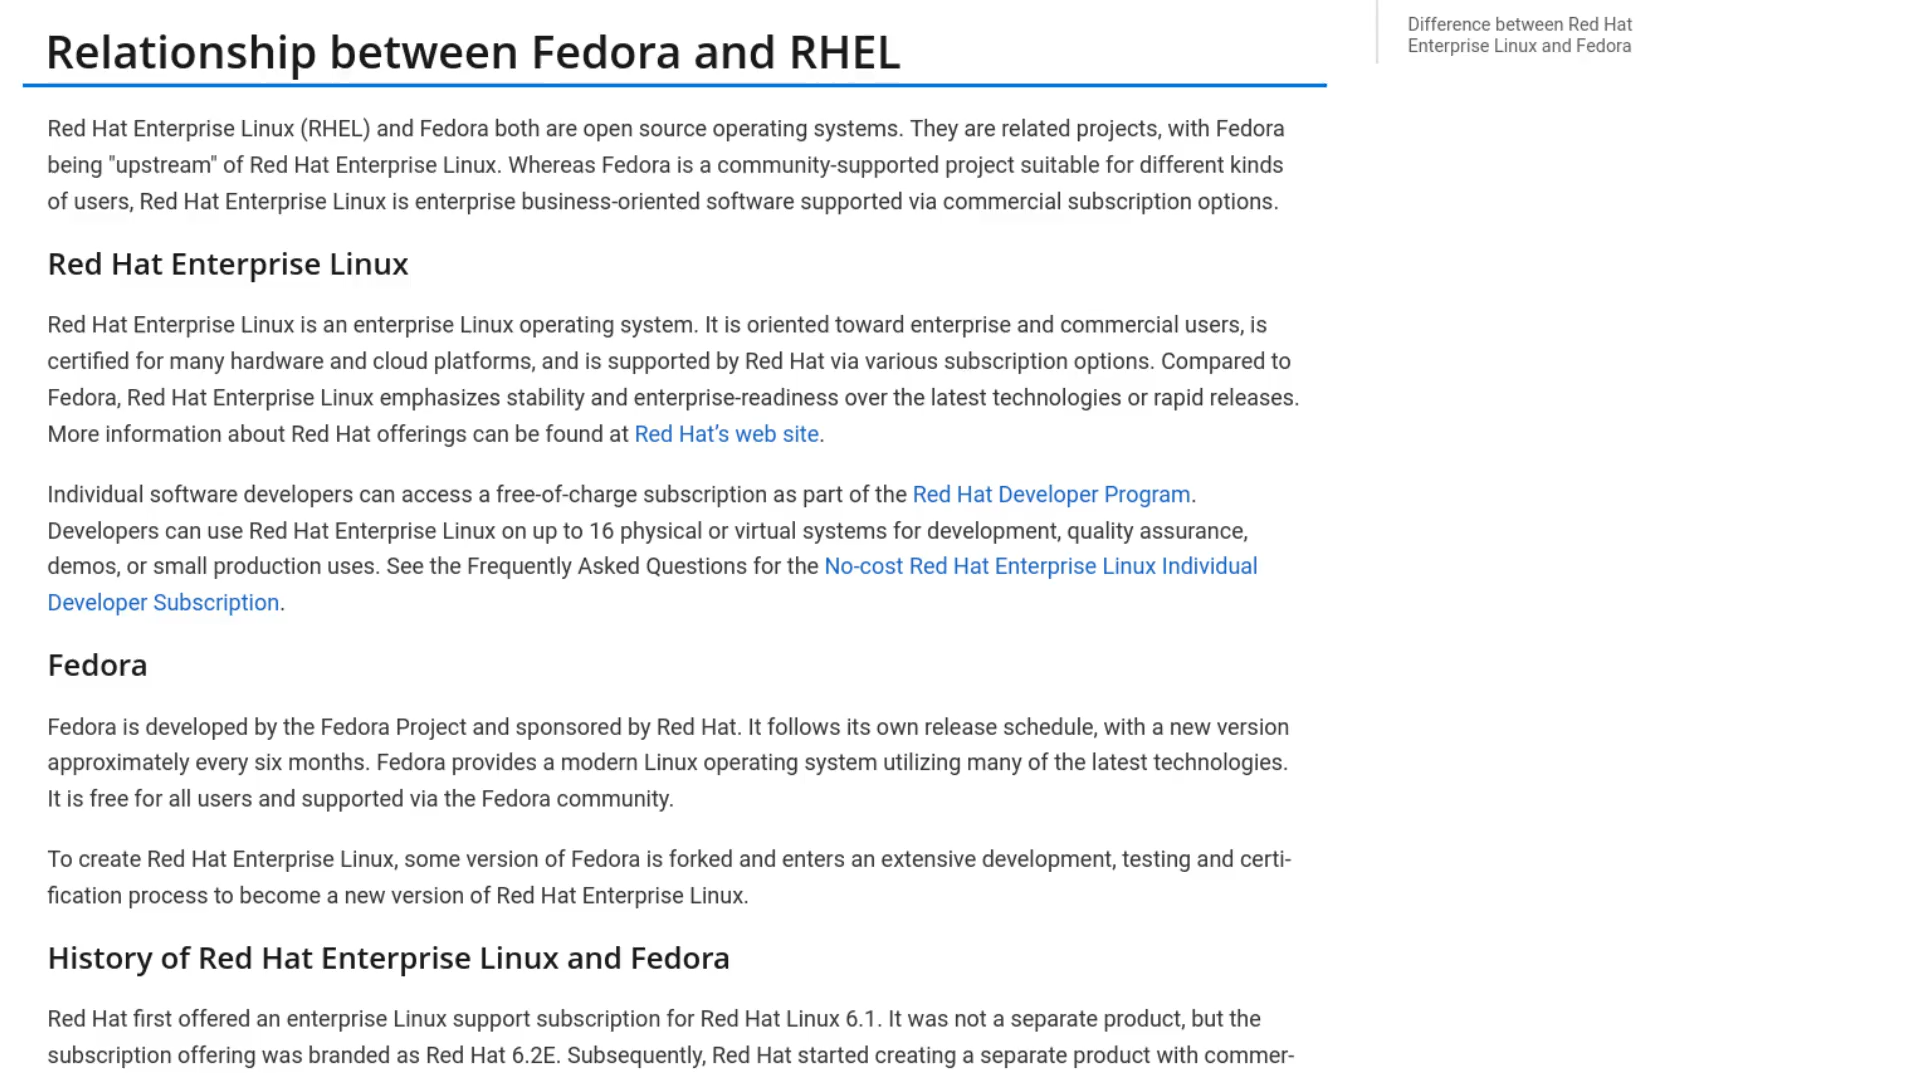 Relationship between Fedora and RHEL
Red Hat Enterprise Linux (RHEL) and Fedora both are open source operating systems. They are related projects, with Fedora
being "upstream" of Red Hat Enterprise Linux. Whereas Fedora is a community-supported project suitable for different kinds
of users, Red Hat Enterprise Linux is enterprise business-oriented software supported via commercial subscription options.
Red Hat Enterprise Linux
Red Hat Enterprise Linux is an enterprise Linux operating system. It is oriented toward enterprise and commercial users, is
certified for many hardware and cloud platforms, and is supported by Red Hat via various subscription options. Compared to
Fedora, Red Hat Enterprise Linux emphasizes stability and enterprise-readiness over the latest technologies or rapid releases.
More information about Red Hat offerings can be found at Red Hat’s web site.
Individual software developers can access a free-of-charge subscription as part of the Red Hat Developer Program.
Developers can use Red Hat Enterprise Linux on up to 16 physical or virtual systems for development, quality assurance,
demos, or small production uses. See the Frequently Asked Questions for the No-cost Red Hat Enterprise Linux Individual
Developer Subscription.
Fedora
Fedora is developed by the Fedora Project and sponsored by Red Hat. It follows its own release schedule, with a new version
approximately every six months. Fedora provides a modern Linux operating system utilizing many of the latest technologies.
It is free for all users and supported via the Fedora community.
To create Red Hat Enterprise Linux, some version of Fedora is forked and enters an extensive development, testing and certi-
fication process to become a new version of Red Hat Enterprise Linux.
History of Red Hat Enterprise Linux and Fedora
Red Hat first offered an enterprise Linux support subscription for Red Hat Linux 6.1. It was not a separate product, but the
subscription offering was branded as Red Hat 6.2E. Subsequently, Red Hat started creating a separate product with commer-
Difference between Red Hat
Enterprise Linux and Fedora